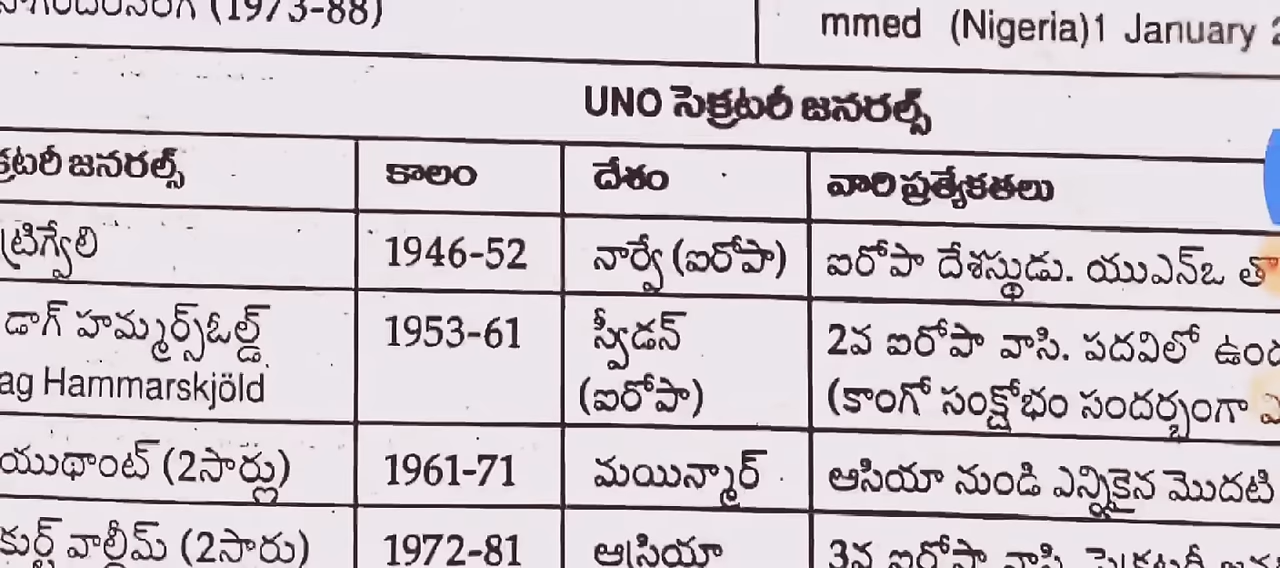 (1973-88)
mmed (Nigeria)1 January
UNO సెక్రటరీ జనరల్స్
జనరల్స్ కాలం దేశం వారి ప్రత్యేకతలు
ట్రిగ్వేలి 1946-52 నార్వే (ఐరోపా) ఐరోపా దేశస్థుడు. యుఎన్ఒ
డాగ్ హమ్మర్స్ఓల్డ్ 1953-61 స్వీడన్ 2వ ఐరోపా వాసి. పదవిలో
ag Hammarskjöld (ఐరోపా) (కాంగో సంక్షోభం సందర్భంగా
యుథాంట్ (2సార్లు) 1961-71 మయిన్మార్ ఆసియా నుండి ఎన్నికైన మొదటి
కుర్ట్ వాల్దీమ్ (2సారు) 1972-81 ఆస్రియా 3వ ఐరోపా వాసి